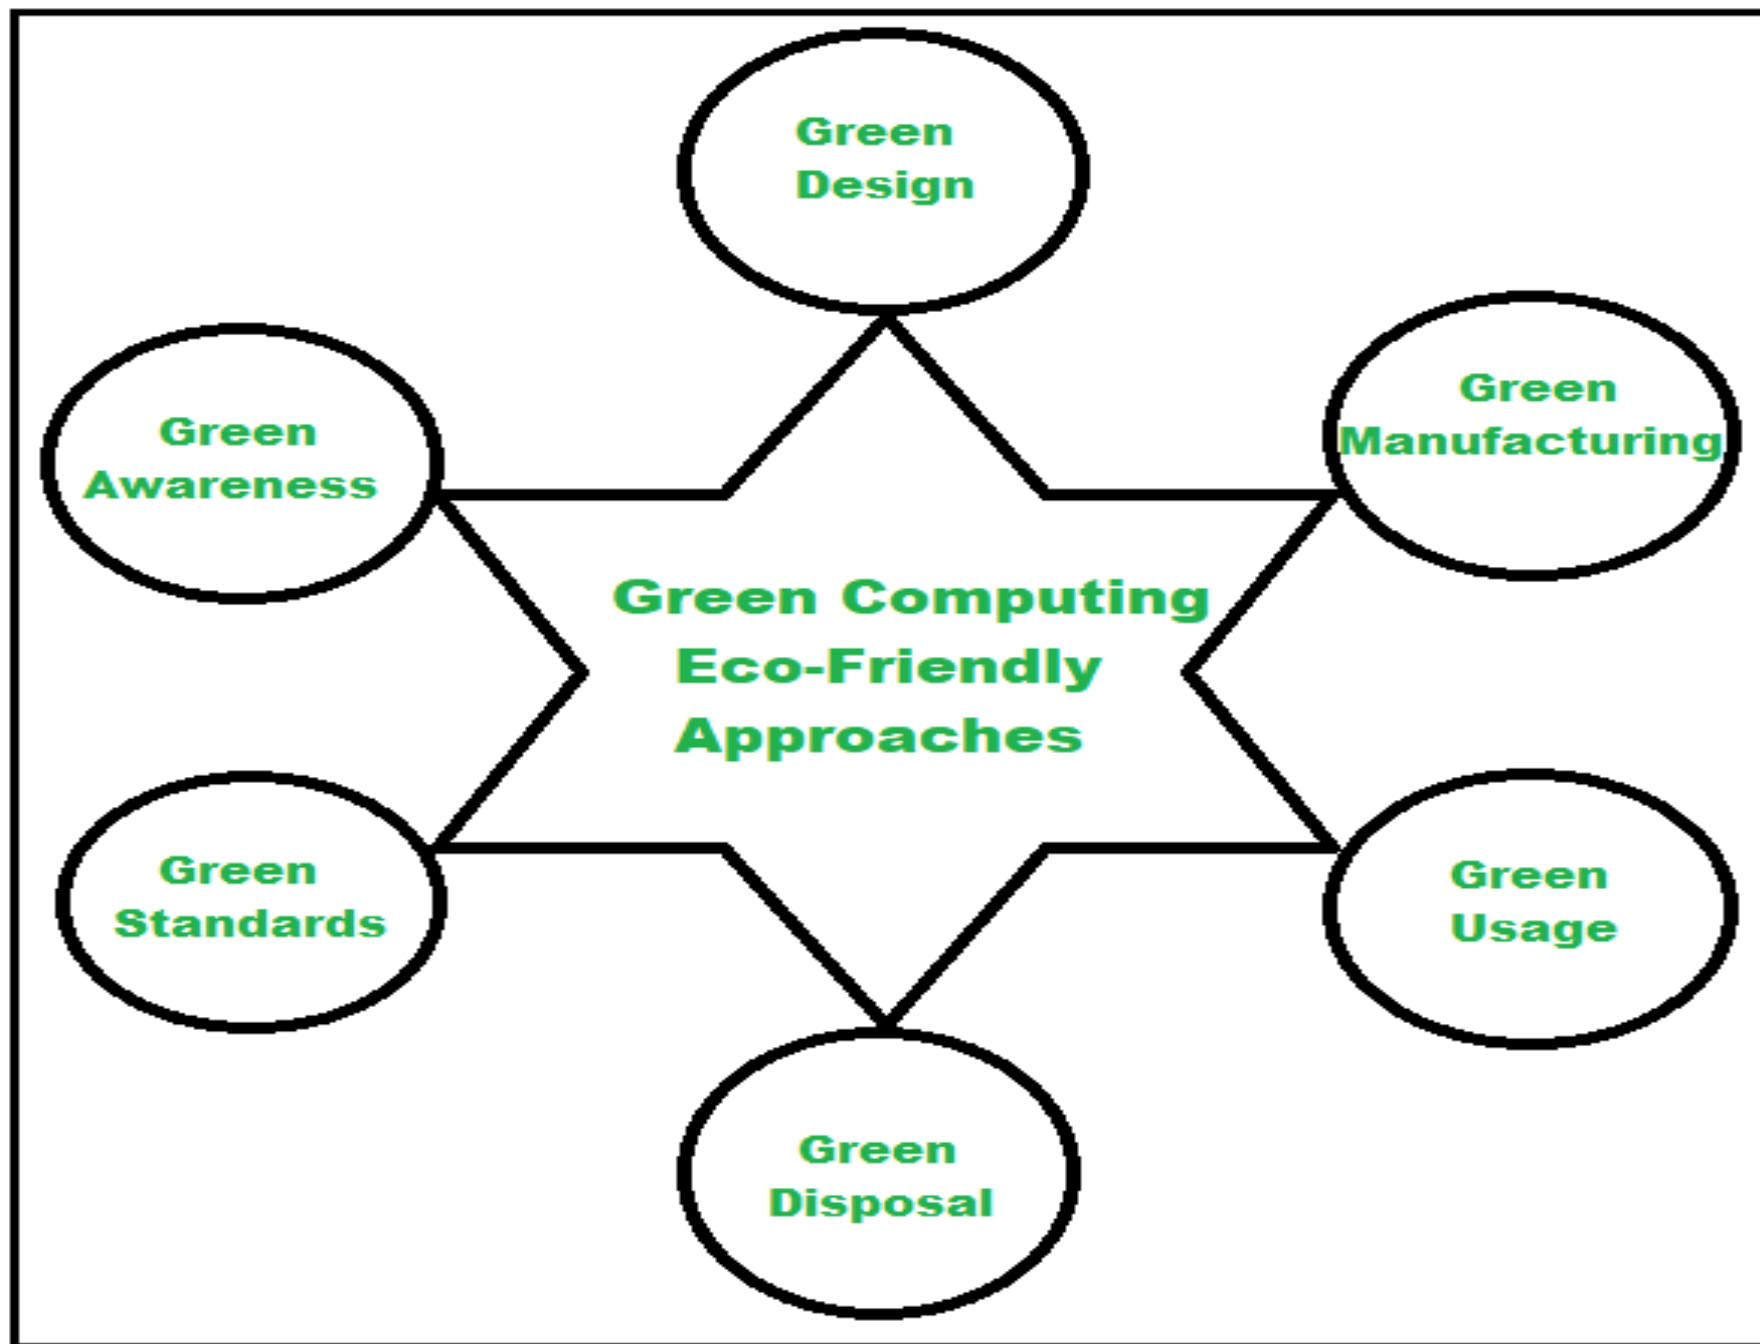 Green
Design
Green
Manufacturing
Green
Awareness
Green Computing
Eco-Friendly
Approaches
Green
Standards
Green
Usage
Green
Disposal